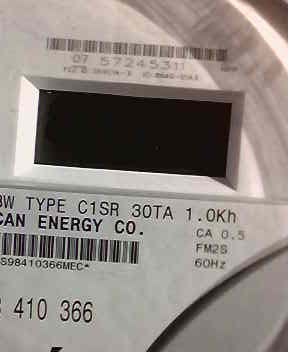 07 57245311
3W TYPE C1SR 30TA 1.0Kh
CAN ENERGY CO.
CA 0.5
FM2S
S98410366MEC*
60Hz
410 366